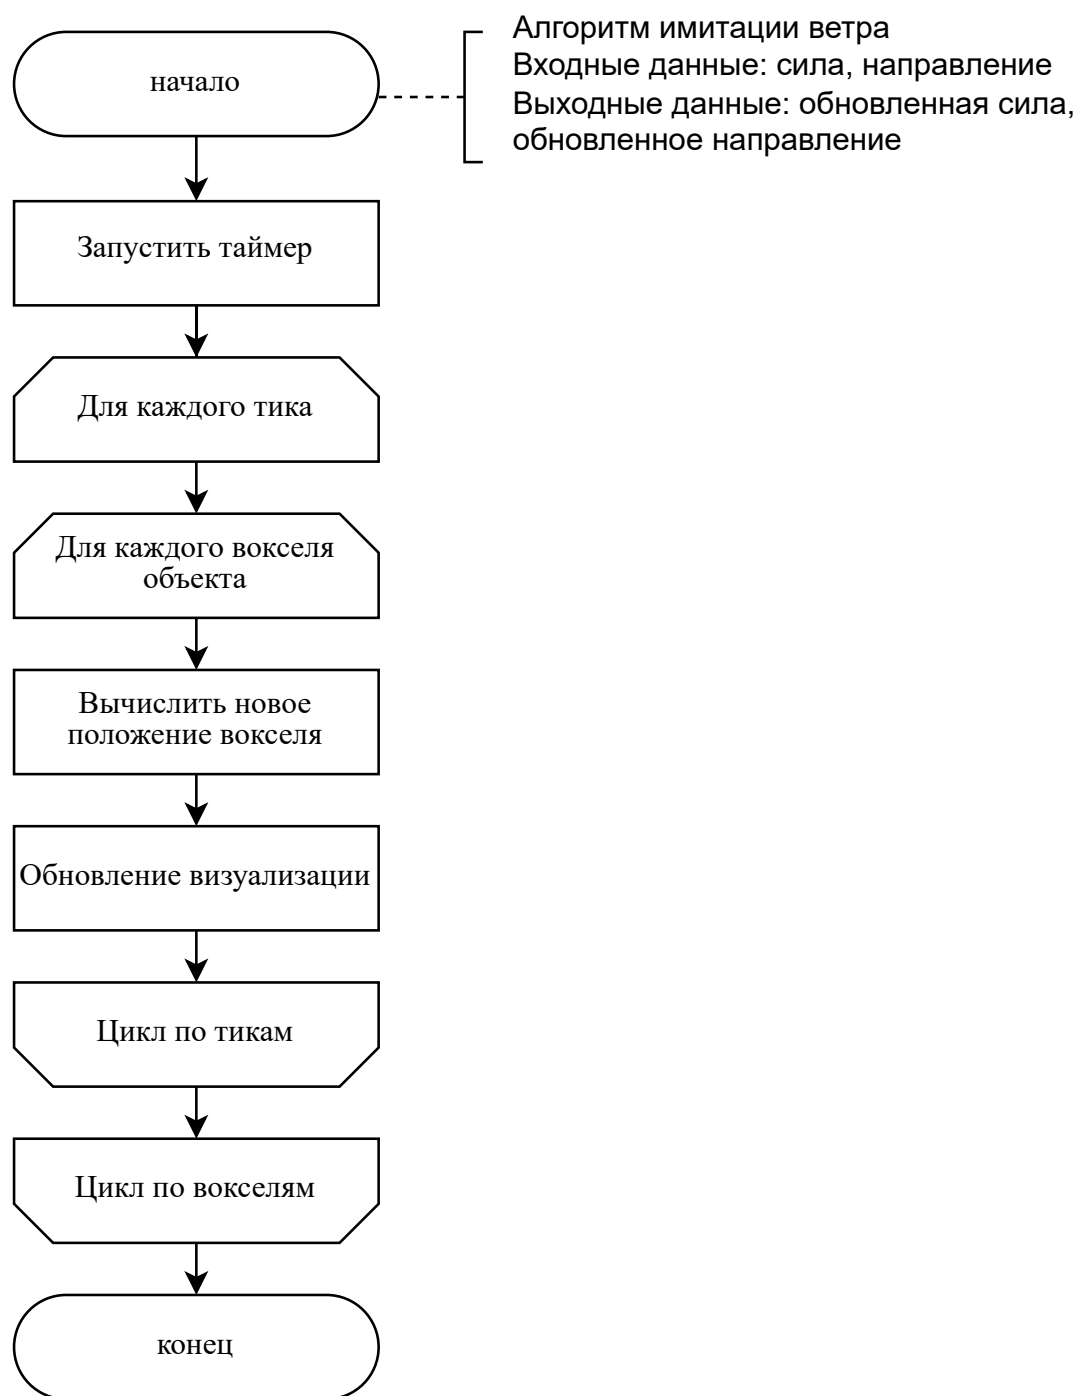 начало
Алгоритм имитации ветра
Входные данные: сила, направление
Выходные данные: обновленная сила,
обновленное направление
Запустить таймер
Для каждого тика
Для каждого вокселя
объекта
Вычислить новое
положение вокселя
Обновление визуализации
Цикл по тикам
Цикл по вокселям
конец